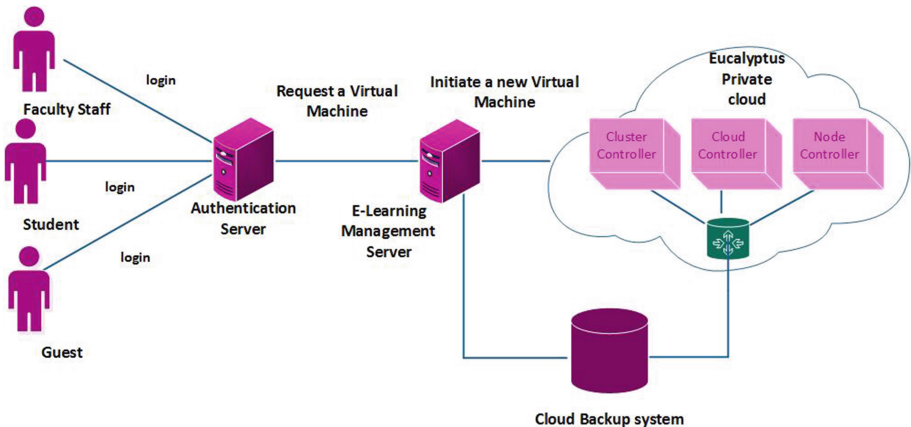 login
Faculty Staff
login
Student
login
Guest
Request a Virtual
Machine
Authentication
Server
Initiate a new Virtual
Machine
E-Learning
Management
Server
Eucalyptus
Private
cloud
Cluster
Controller
Cloud
Controller
Node
Controller
Cloud Backup system